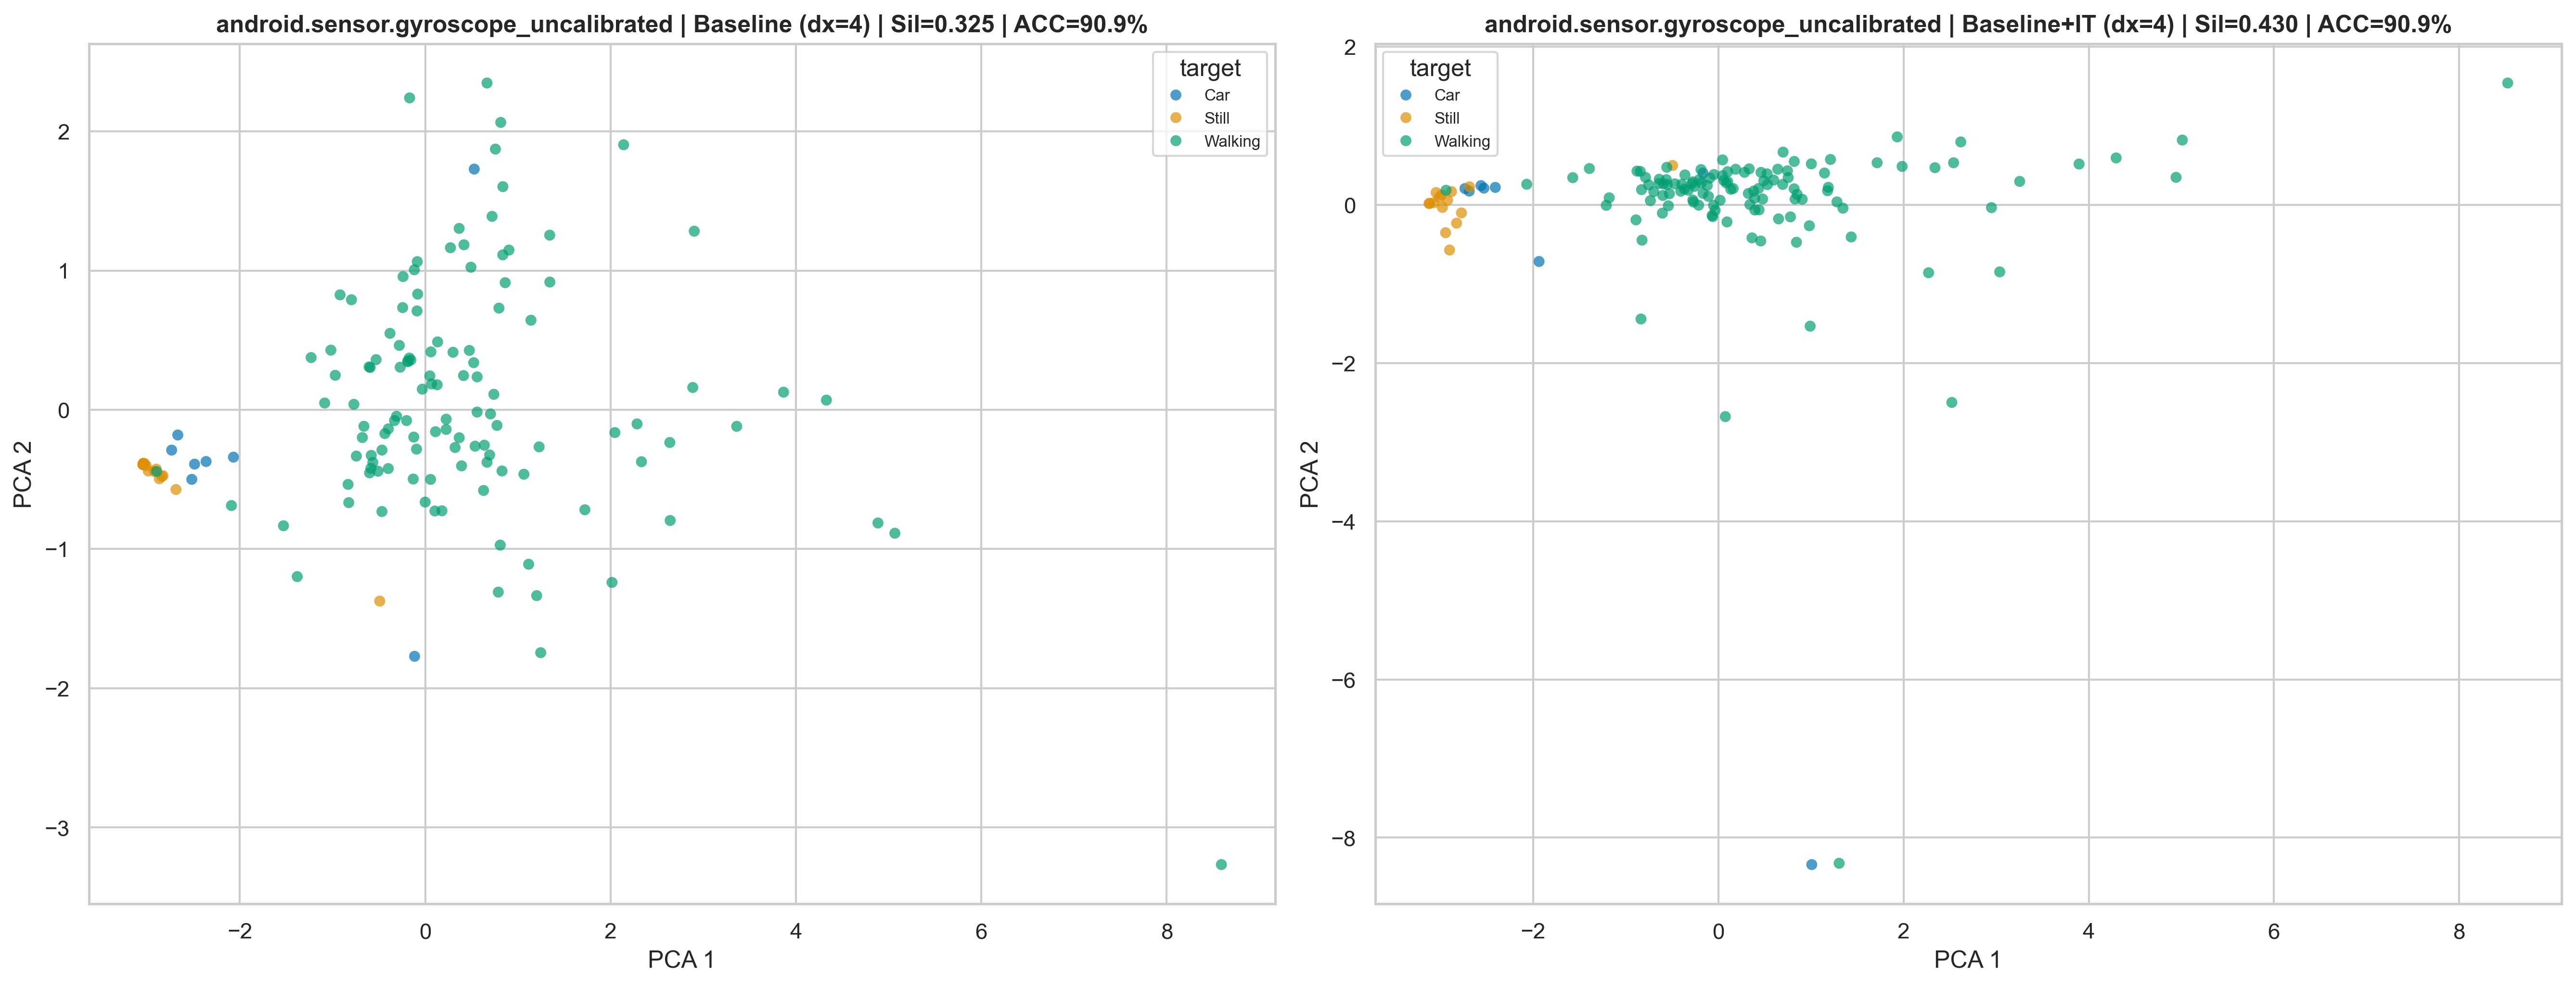 android.sensor.gyroscope_uncalibrated | Baseline (dx=4) | Sil=0.325 | ACC=90.9%
target
Car
Still
Walking
2
1
0
−1
−2
−3
PCA 2
−2
0
2
4
6
8
PCA 1
android.sensor.gyroscope_uncalibrated | Baseline+IT (dx=4) | Sil=0.430 | ACC=90.9%
target
Car
Still
Walking
2
0
−2
−4
−6
−8
PCA 2
−2
0
2
4
6
8
PCA 1